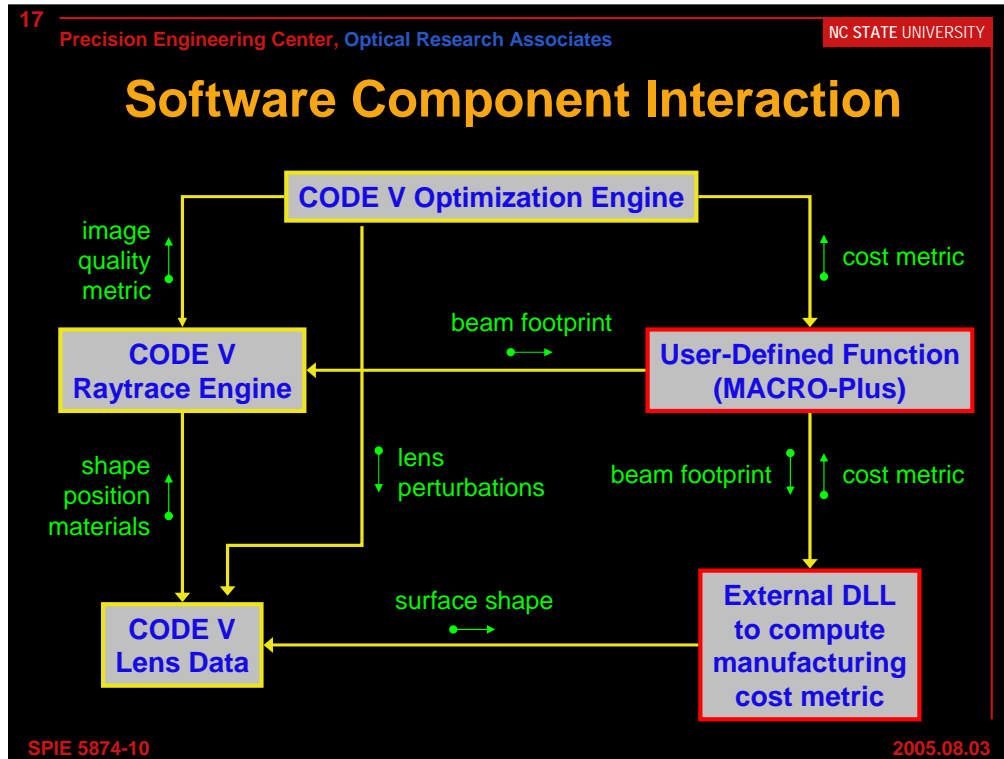 17
Precision Engineering Center, Optical Research Associates
NC STATE UNIVERSITY
Software Component Interaction
CODE V Optimization Engine
image
quality
metric
cost metric
beam footprint
CODE V
Raytrace Engine
User-Defined Function
(MACRO-Plus)
shape
position
materials
lens
perturbations
beam footprint
cost metric
surface shape
CODE V
Lens Data
External DLL
to compute
manufacturing
cost metric
SPIE 5874-10
2005.08.03